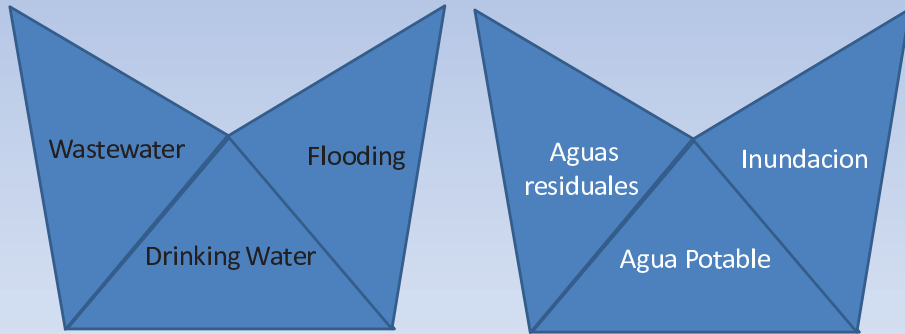 Wastewater
Flooding
Drinking Water
Aguas
residuales
Inundacion
Agua Potable